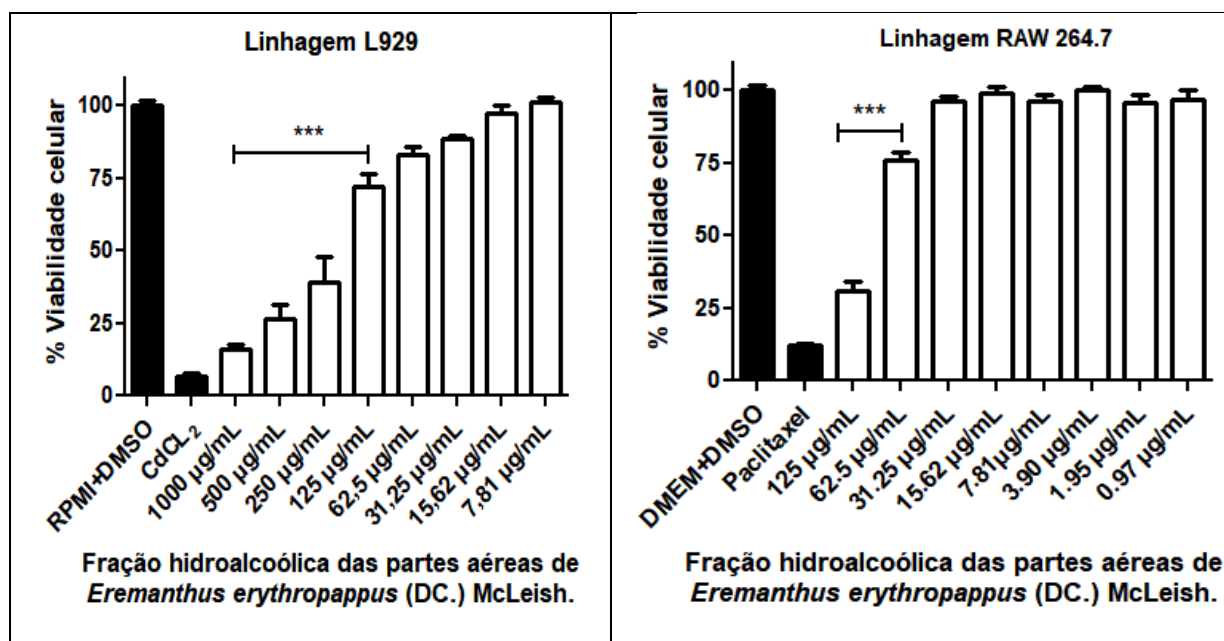 Linhagem L929
% Viabilidade celular
100
75
50
25
0
***
RPMI+DMSO
CdCL2
1000 µg/mL
500 µg/mL
250 µg/mL
125 µg/mL
62,5 µg/mL
31,25 µg/mL
15,62 µg/mL
7,81 µg/mL
Fração hidroalcoólica das partes aéreas de
Eremanthus erythropappus (DC.) McLeish.
Linhagem RAW 264.7
% Viabilidade celular
100
75
50
25
0
***
DMEM+DMSO
Paclitaxel
125 µg/mL
62.5 µg/mL
31.25 µg/mL
15.62 µg/mL
7.81µg/mL
3.90 µg/mL
1.95 µg/mL
0.97 µg/mL
Fração hidroalcoólica das partes aéreas de
Eremanthus erythropappus (DC.) McLeish.